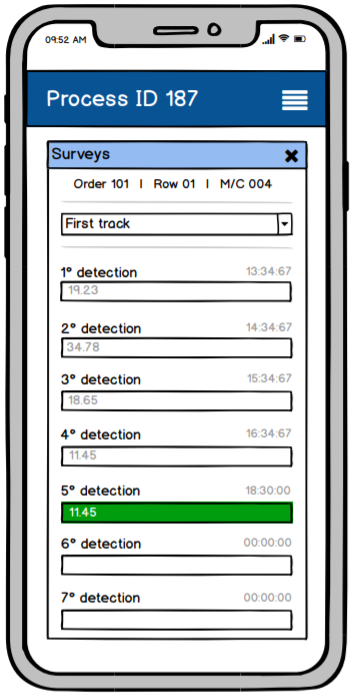 09:52 AM
Process ID 187
Surveys
Order 101 I Row 01 I M/C 004
First track
1° detection 13:34:67
19.23
2° detection 14:34:67
34.78
3° detection 15:34:67
18.65
4° detection 16:34:67
11.45
5° detection 18:30:00
11.45
6° detection 00:00:00
7° detection 00:00:00